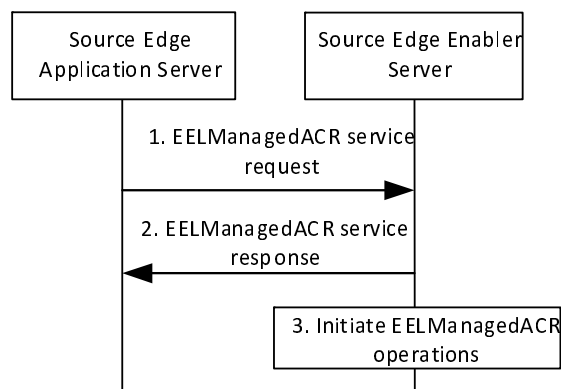 Source Edge
Application Server
Source Edge Enabler
Server
1. EELManagedACR service
request
2. EELManagedACR service
response
3. Initiate EELManagedACR
operations